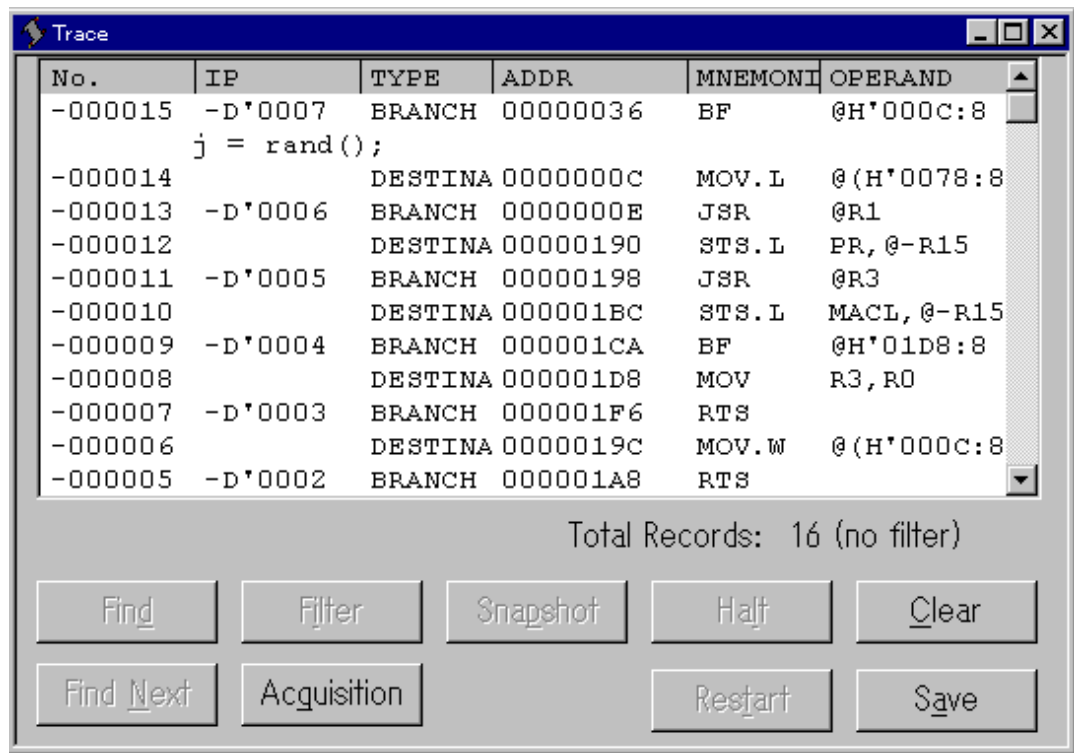 Trace
No. IP TYPE ADDR MNEMONI OPERAND
-000015 -D'0007 BRANCH 00000036 BF @H'000C:8
j = rand();
-000014 DESTINA 0000000C MOV.L @(H'0078:8
-000013 -D'0006 BRANCH 0000000E JSR @R1
-000012 DESTINA 00000190 STS.L PR,@-R15
-000011 -D'0005 BRANCH 00000198 JSR @R3
-000010 DESTINA 000001BC STS.L MACL,@-R15
-000009 -D'0004 BRANCH 000001CA BF @H'01D8:8
-000008 DESTINA 000001D8 MOV R3,R0
-000007 -D'0003 BRANCH 000001F6 RTS
-000006 DESTINA 0000019C MOV.W @(H'000C:8
-000005 -D'0002 BRANCH 000001A8 RTS
Total Records: 16 (no filter)
Find Filter Snapshot Halt Clear
Find Next Acquisition Restart Save